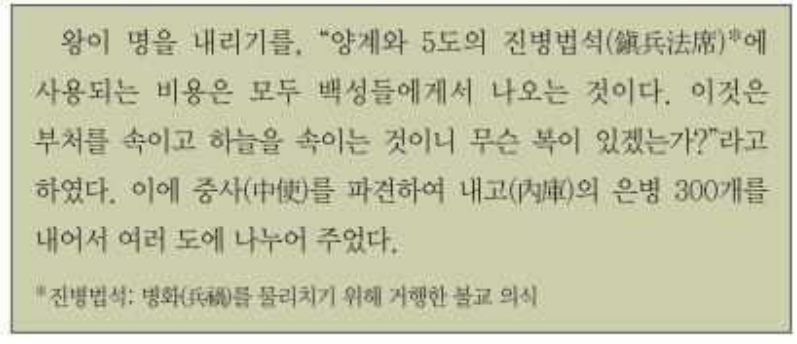 왕이 명을 내리기를, “양계와 5도의 진병법석(鎭兵法席)*에
사용되는 비용은 모두 백성들에게서 나오는 것이다. 이것은
부처를 속이고 하늘을 속이는 것이니 무슨 복이 있겠는가?”라고
하였다. 이에 중사(中使)를 파견하여 내고(內庫)의 은병 300개를
내어서 여러 도에 나누어 주었다.
*진병법석: 병화(兵禍)를 물리치기 위해 거행한 불교 의식